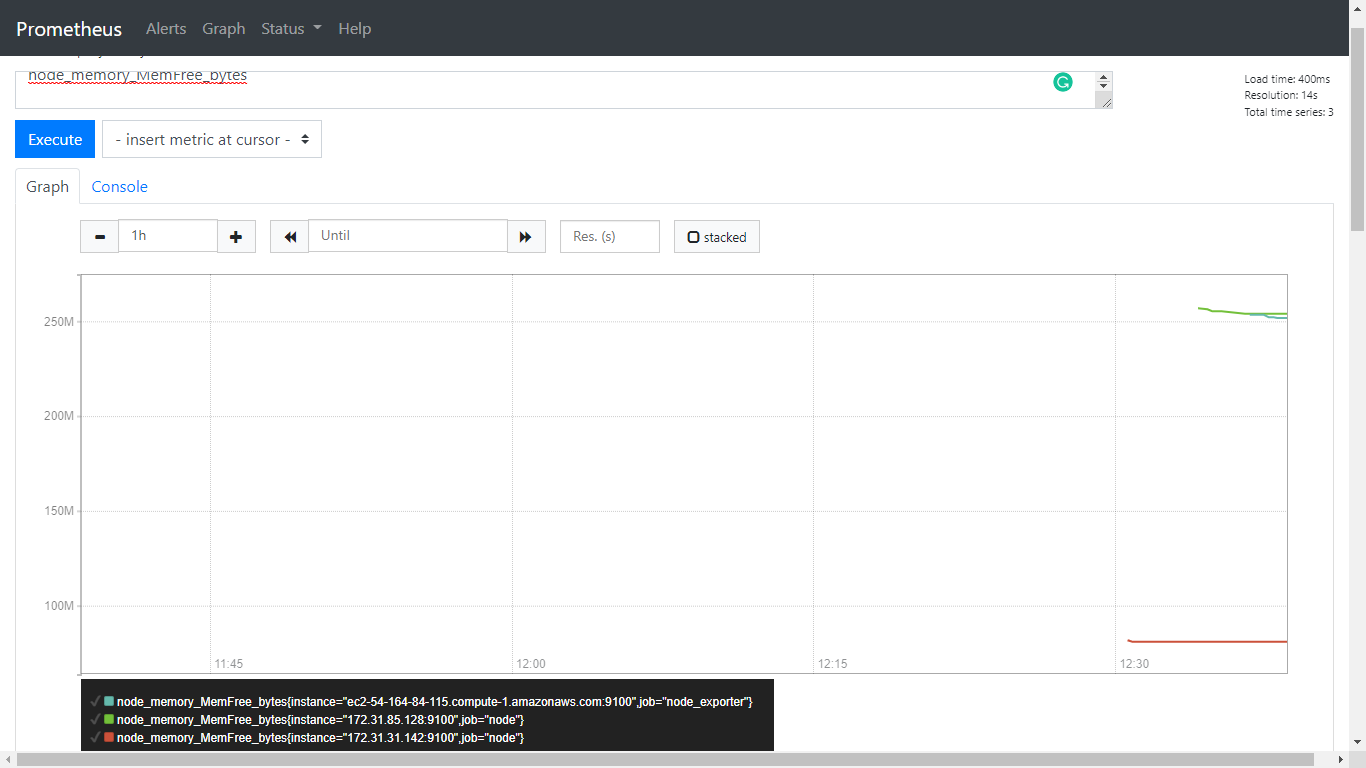 Prometheus Alerts Graph Status Help
node_memory_MemFree_bytes
Load time: 400ms
Resolution: 14s
Total time series: 3
Execute - insert metric at cursor -
Graph Console
1h Until Res. (s) stacked
250M
200M
150M
100M
11:45 12:00 12:15 12:30
node_memory_MemFree_bytes{instance="ec2-54-164-84-115.compute-1.amazonaws.com:9100",job="node_exporter"}
node_memory_MemFree_bytes{instance="172.31.85.128:9100",job="node"}
node_memory_MemFree_bytes{instance="172.31.31.142:9100",job="node"}